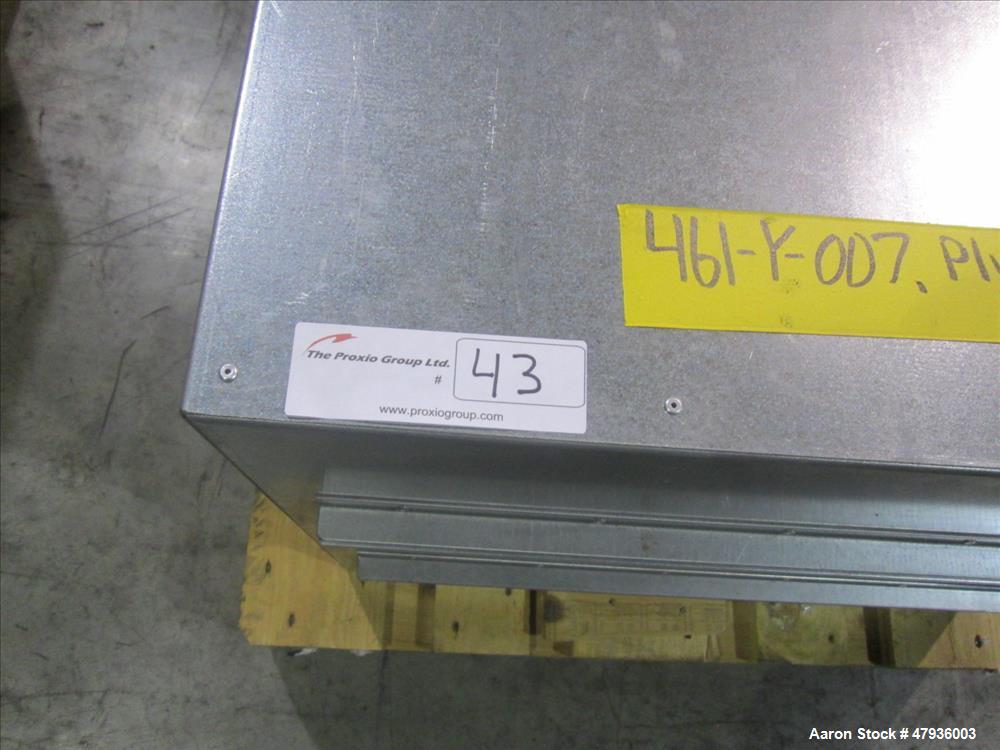 461-Y-007, Pl
The Proxio Group Ltd.
# 43
www.proxiogroup.com
Aaron Stock # 47936003